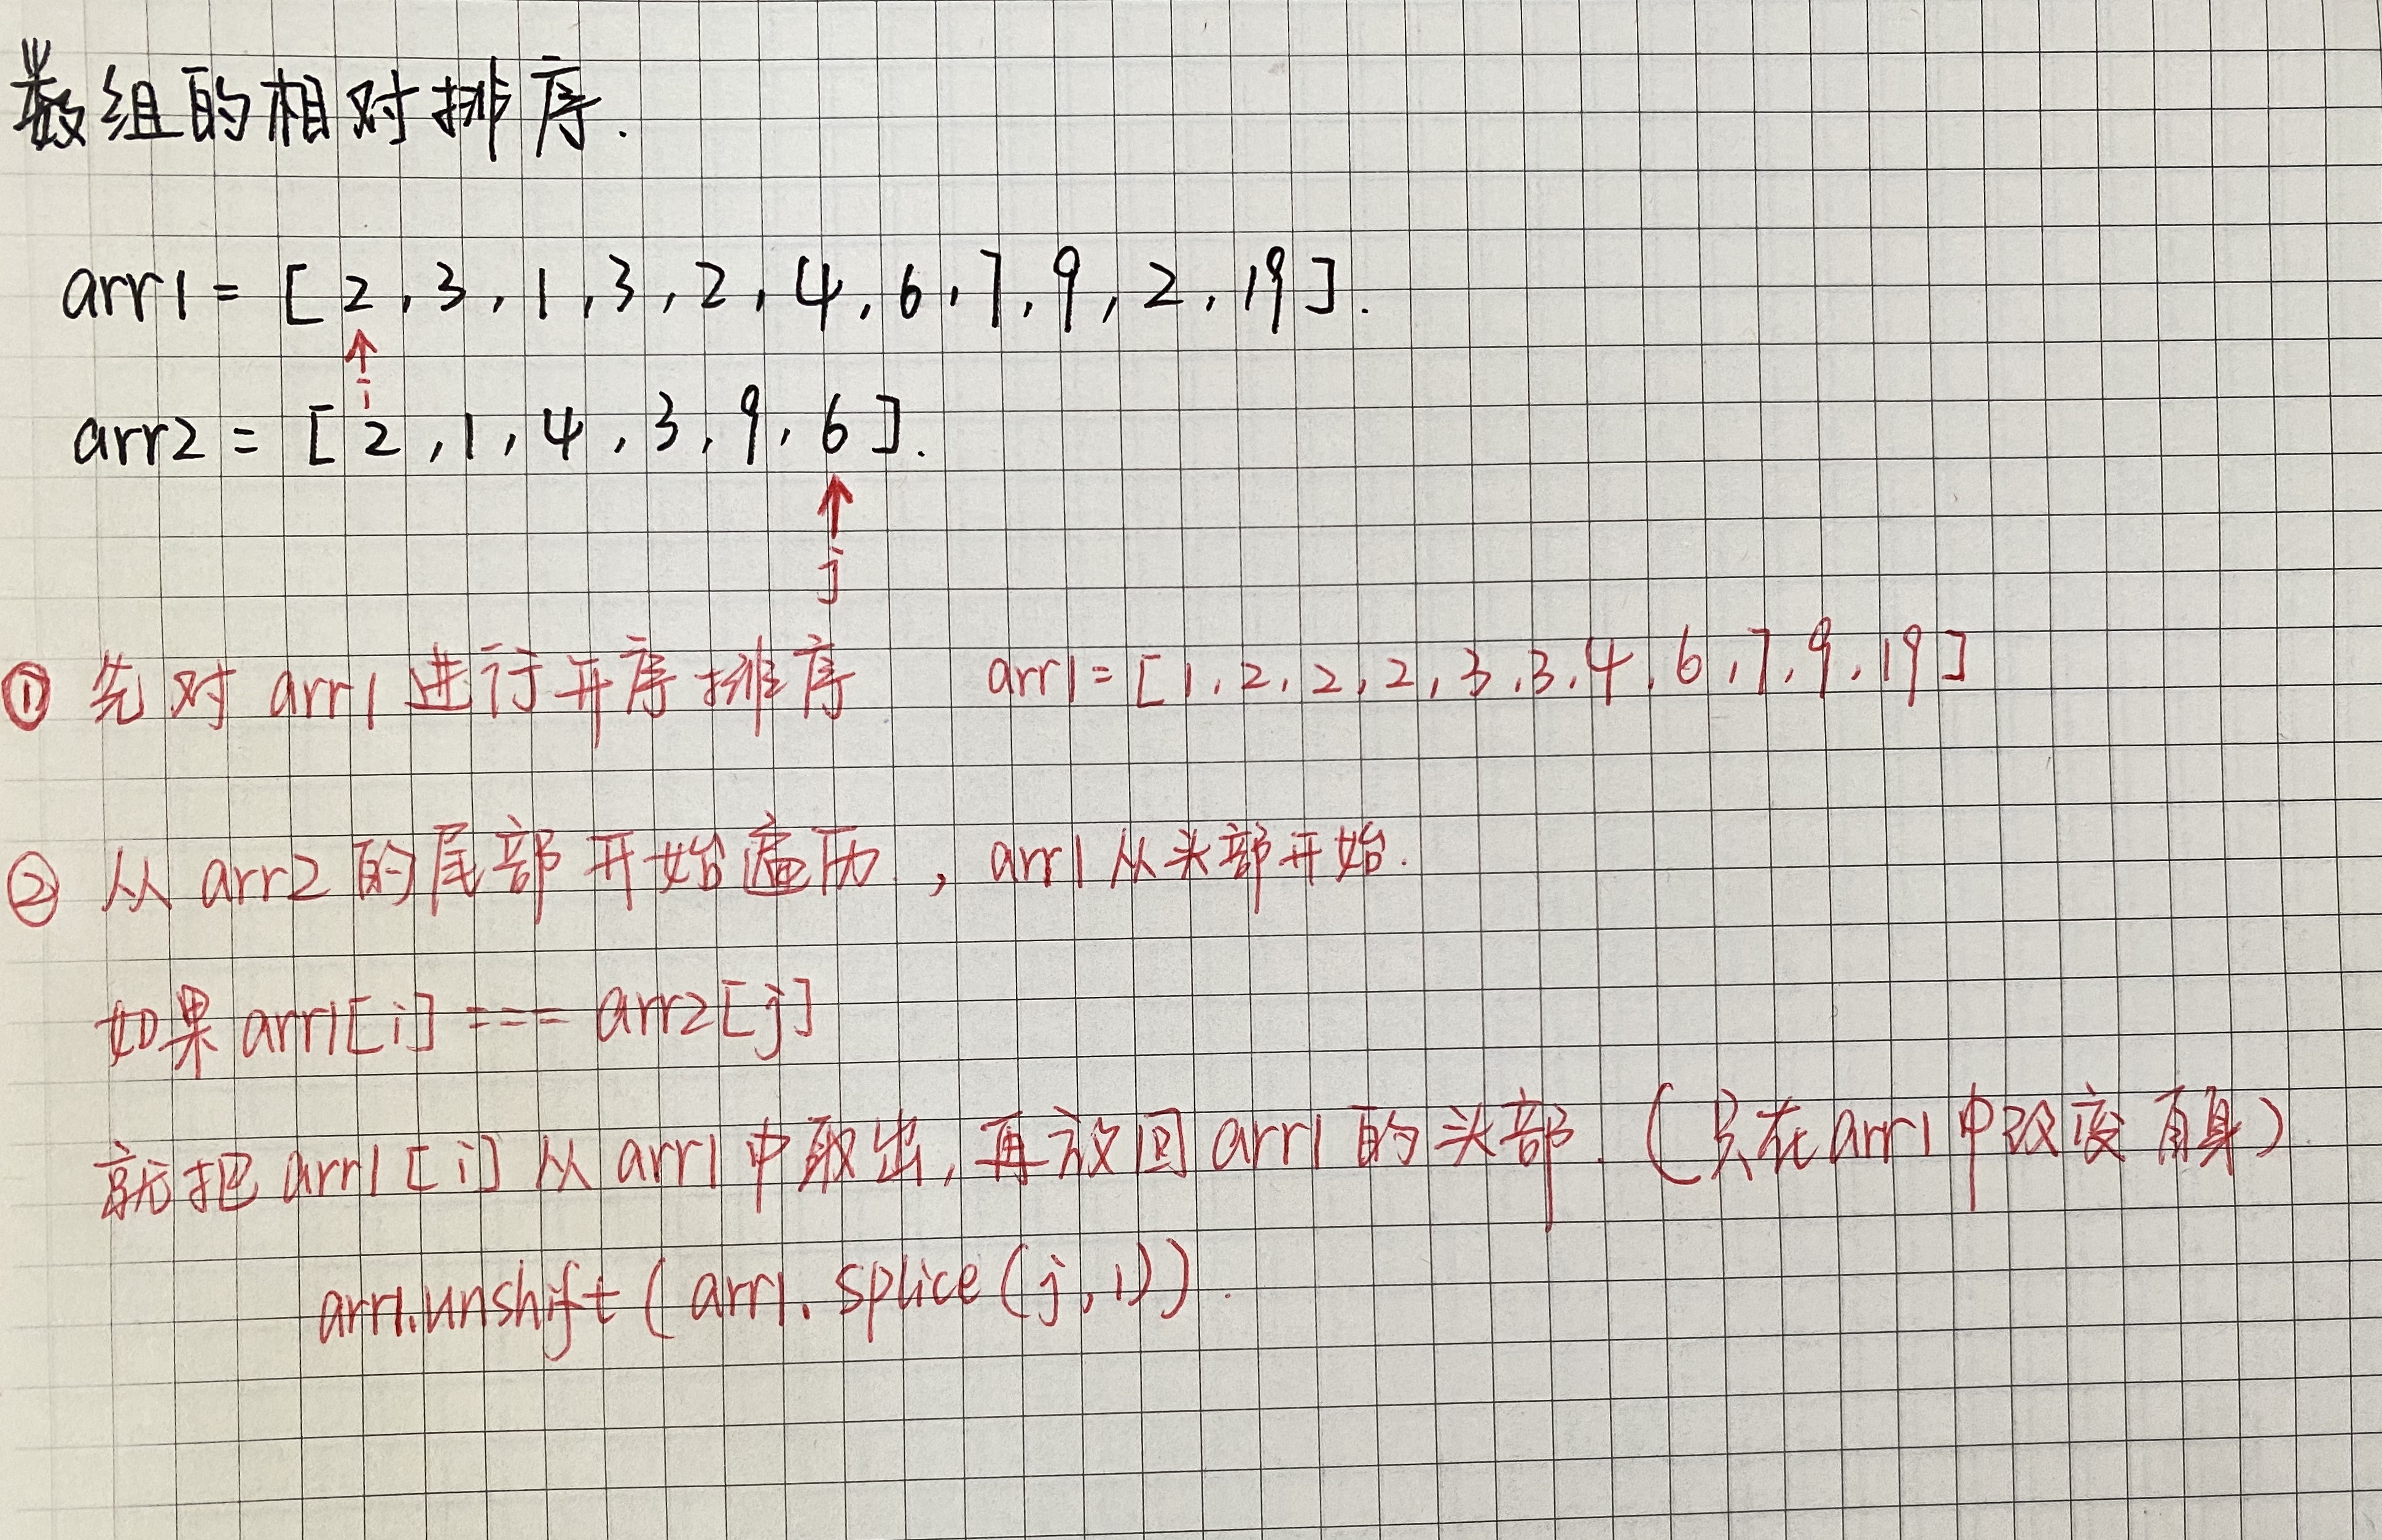 数组的相对排序.
arr1 = [2,3,1,3,2,4,6,7,9,2,19].
i
arr2 = [2,1,4,3,9,6].
j
① 先对 arr1 进行升序排序 arr1=[1,2,2,2,3,3,4,6,7,9,19]
② 从 arr2 的尾部开始遍历，arr1 从头部开始.
如果 arr1[i] === arr2[j]
就把 arr1[i] 从 arr1 中取出,再放回 arr1 的头部.(只在 arr1 中改变自身)
arr1.unshift(arr1.splice(j,1)).